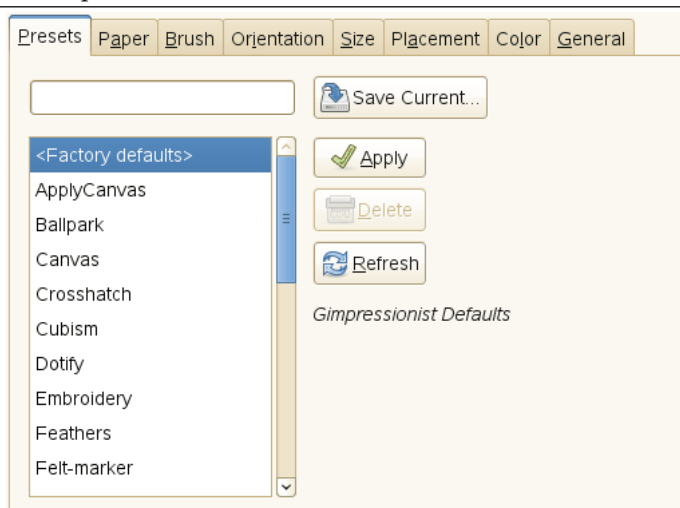 Presets Paper Brush Orientation Size Placement Color General
Save Current...
<Factory defaults>
ApplyCanvas
Ballpark
Canvas
Crosshatch
Cubism
Dotify
Embroidery
Feathers
Felt-marker
Apply
Delete
Refresh
Gimpressionist Defaults